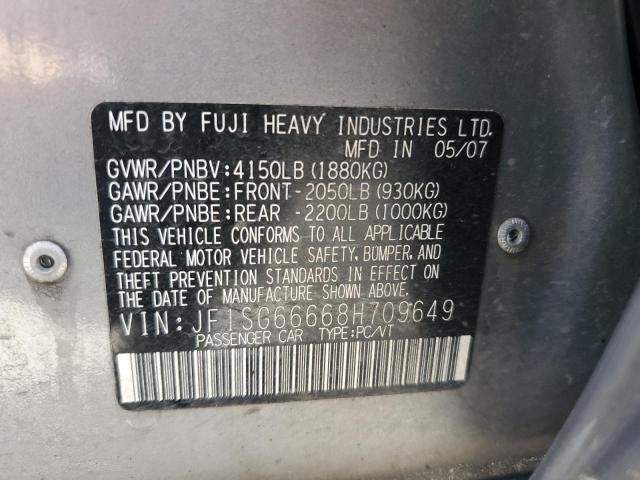 MFD BY FUJI HEAVY INDUSTRIES LTD.
MFD IN 05/07
GVWR/PNBV:4150LB(1880KG)
GAWR/PNBE:FRONT-2050LB(930KG)
GAWR/PNBE:REAR -2200LB(1000KG)
THIS VEHICLE CONFORMS TO ALL APPLICABLE
FEDERAL MOTOR VEHICLE SAFETY, BUMPER, AND
THEFT PREVENTION STANDARDS IN EFFECT ON
THE DATE OF MANUFACTURE SHOWN ABOVE.
VIN:JF1SG66668H709649
PASSENGER CAR TYPE:PC/VT